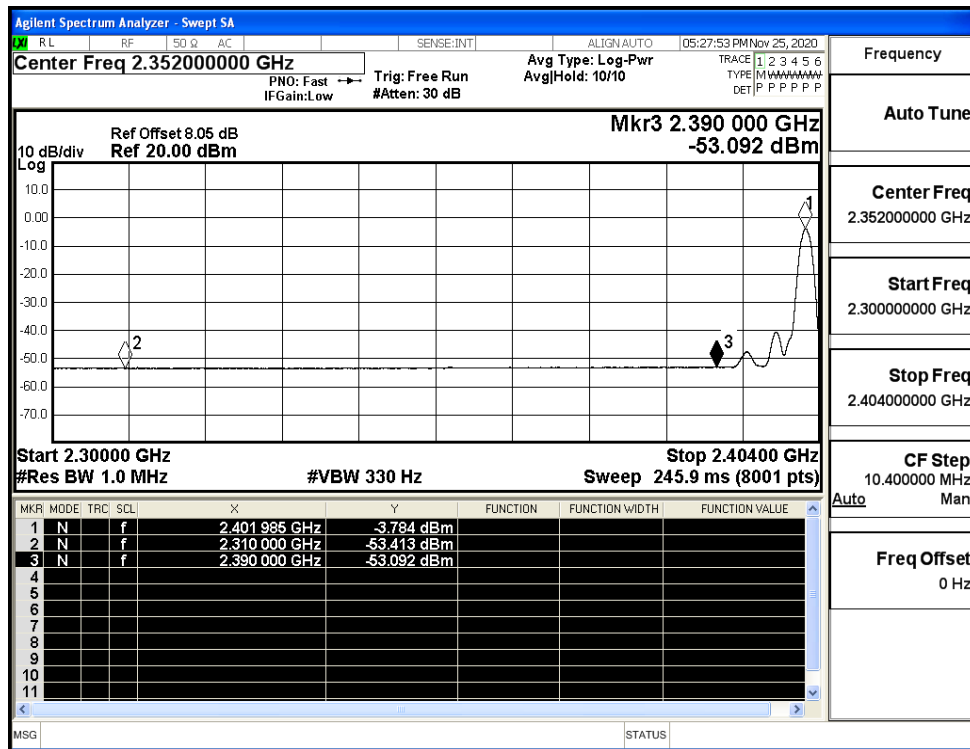 Agilent Spectrum Analyzer - Swept SA
LXI RL RF 50 Ω AC SENSE:INT ALIGN AUTO 05:27:53 PM Nov 25, 2020
Center Freq 2.352000000 GHz
PNO: Fast
IFGain:Low
Trig: Free Run
#Atten: 30 dB
Avg Type: Log-Pwr
Avg|Hold: 10/10
TRACE 1 2 3 4 5 6
TYPE M WWWWW
DET P P P P P P
Ref Offset 8.05 dB
Ref 20.00 dBm
10 dB/div
Log
Mkr3 2.390 000 GHz
-53.092 dBm
10.0
0.00
-10.0
-20.0
-30.0
-40.0
-50.0
-60.0
-70.0
1
2
3
Start 2.30000 GHz Stop 2.40400 GHz
#Res BW 1.0 MHz #VBW 330 Hz Sweep 245.9 ms (8001 pts)
MKR MODE TRC SCL X Y FUNCTION FUNCTION WIDTH FUNCTION VALUE
1 N f 2.401 985 GHz -3.784 dBm
2 N f 2.310 000 GHz -53.413 dBm
3 N f 2.390 000 GHz -53.092 dBm
4
5
6
7
8
9
10
11
MSG STATUS
Frequency
Auto Tune
Center Freq
2.352000000 GHz
Start Freq
2.300000000 GHz
Stop Freq
2.404000000 GHz
CF Step
10.400000 MHz
Auto Man
Freq Offset
0 Hz